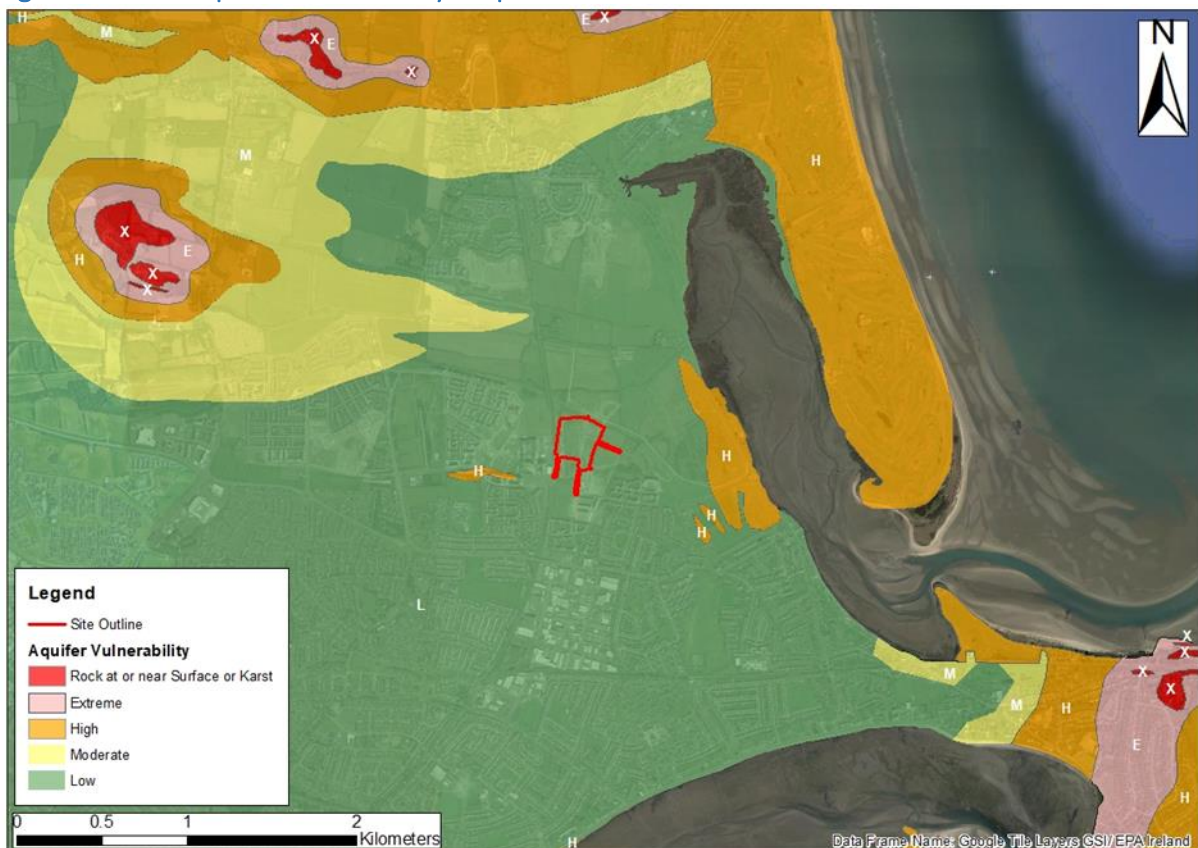 H
M
E
X
E
X
X
N
M
H
X
E
H
X
X
H
H
H
H
L
M
M
H
E
X
X
X
X
H
H
Legend
Site Outline
Aquifer Vulnerability
Rock at or near Surface or Karst
Extreme
High
Moderate
Low
0 0.5 1 2
Kilometers
Data Frame Name: Google Tile Layers GSI/EPA Ireland